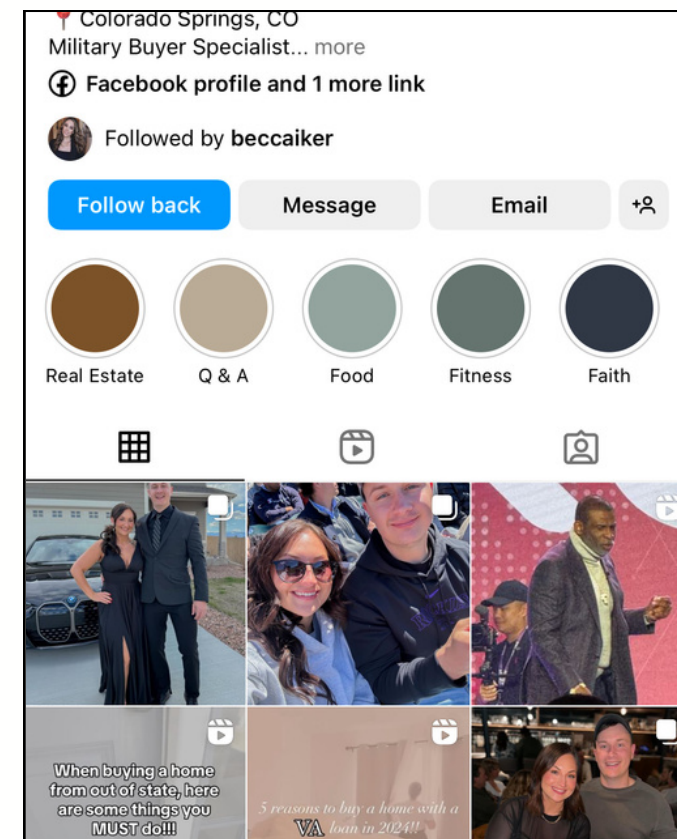 Colorado Springs, CO
Military Buyer Specialist... more
Facebook profile and 1 more link
Followed by beccaiker
Follow back
Message
Email
Real Estate
Q & A
Food
Fitness
Faith
When buying a home
from out of state, here
are some things you
MUST do!!!
5 reasons to buy a home with a
VA loan in 2024!!